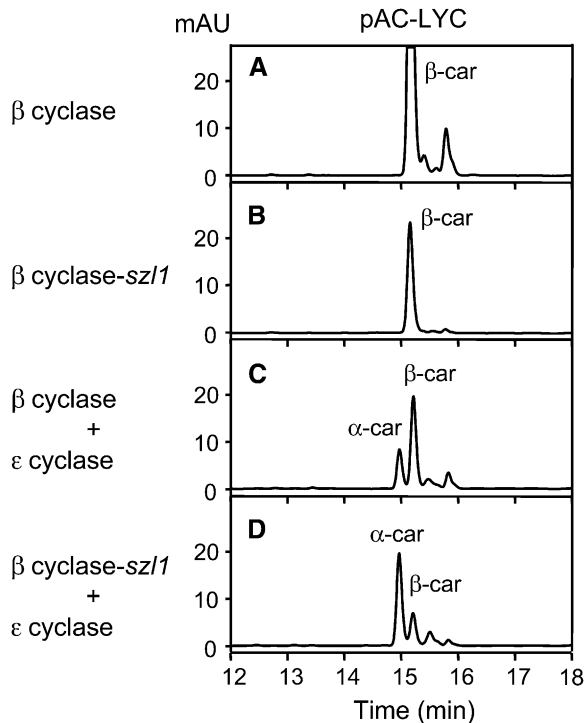 mAU
pAC-LYC
β cyclase
A
β-car
20
10
0
β cyclase-szl1
B
β-car
20
10
0
β cyclase
+
ε cyclase
C
β-car
α-car
20
10
0
β cyclase-szl1
+
ε cyclase
D
α-car
β-car
20
10
0
12 13 14 15 16 17 18
Time (min)